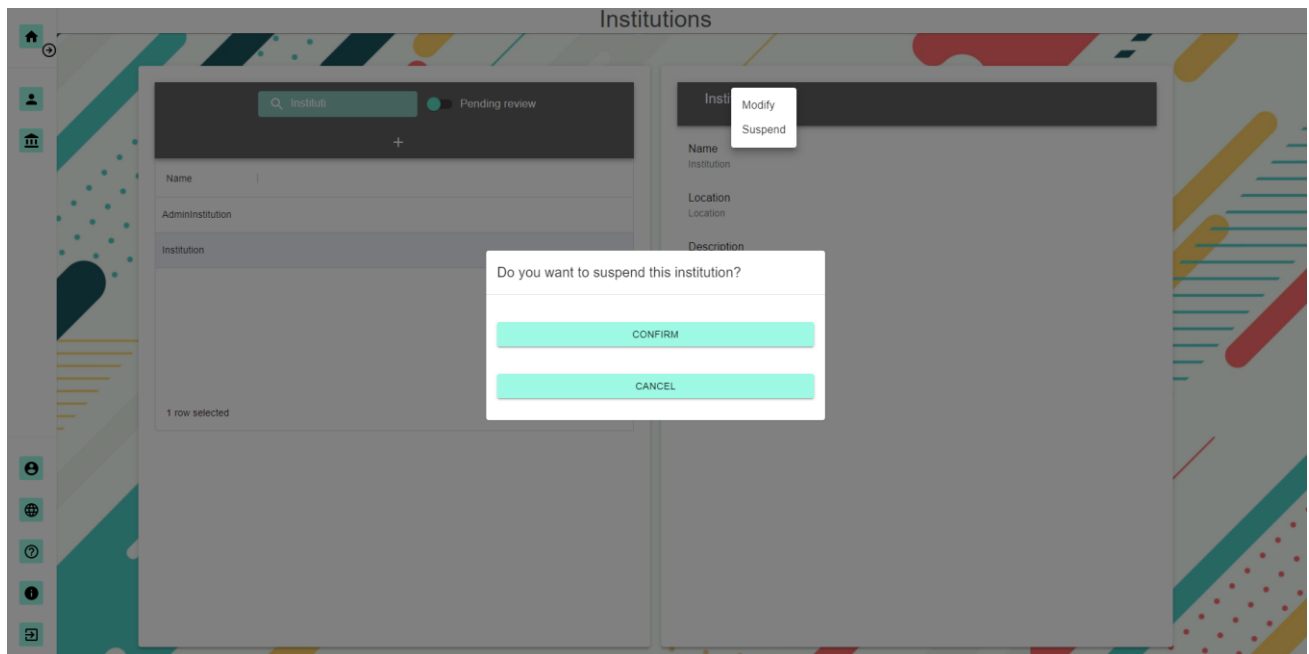 Institutions
Instituti
Pending review
+
Name
AdminInstitution
Institution
1 row selected
Insti
Modify
Suspend
Name
Institution
Location
Location
Description
Do you want to suspend this institution?
CONFIRM
CANCEL